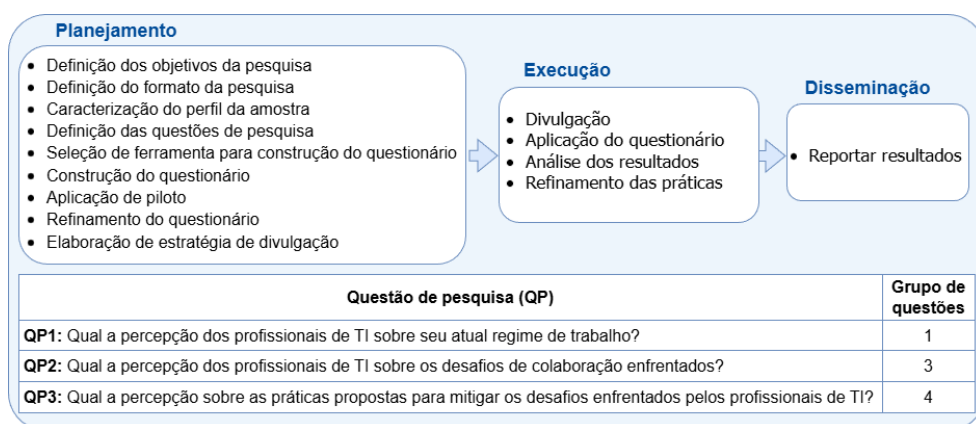 Planejamento
• Definição dos objetivos da pesquisa
• Definição do formato da pesquisa
• Caracterização do perfil da amostra
• Definição das questões de pesquisa
• Seleção de ferramenta para construção do questionário
• Construção do questionário
• Aplicação de piloto
• Refinamento do questionário
• Elaboração de estratégia de divulgação
Execução
• Divulgação
• Aplicação do questionário
• Análise dos resultados
• Refinamento das práticas
Disseminação
• Reportar resultados
Questão de pesquisa (QP)
Grupo de
questões
QP1: Qual a percepção dos profissionais de TI sobre seu atual regime de trabalho? 1
QP2: Qual a percepção dos profissionais de TI sobre os desafios de colaboração enfrentados? 3
QP3: Qual a percepção sobre as práticas propostas para mitigar os desafios enfrentados pelos profissionais de TI? 4